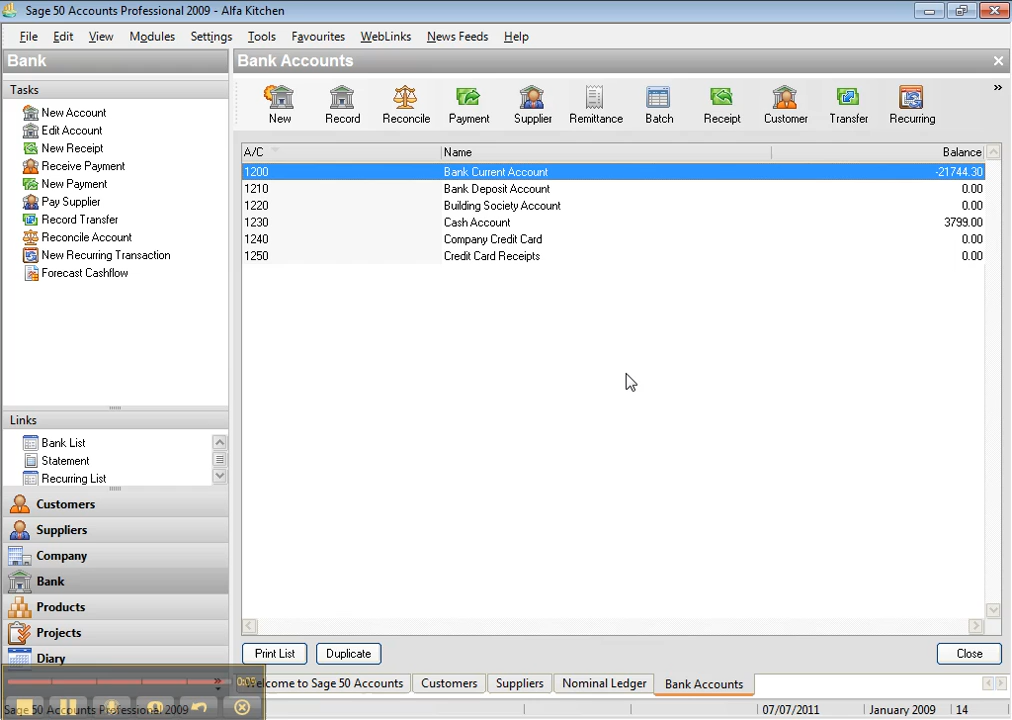 Sage 50 Accounts Professional 2009 - Alfa Kitchen
File Edit View Modules Settings Tools Favourites WebLinks News Feeds Help
Bank
Tasks
New Account
Edit Account
New Receipt
Receive Payment
New Payment
Pay Supplier
Record Transfer
Reconcile Account
New Recurring Transaction
Forecast Cashflow
Links
Bank List
Statement
Recurring List
Customers
Suppliers
Company
Bank
Products
Projects
Diary
Bank Accounts
New Record Reconcile Payment Supplier Remittance Batch Receipt Customer Transfer Recurring
A/C Name Balance
1200 Bank Current Account -21744.30
1210 Bank Deposit Account 0.00
1220 Building Society Account 0.00
1230 Cash Account 3799.00
1240 Company Credit Card 0.00
1250 Credit Card Receipts 0.00
Print List Duplicate Close
elcome to Sage 50 Accounts Customers Suppliers Nominal Ledger Bank Accounts
Sage 50 Accounts Professional 2009 07/07/2011 January 2009 14